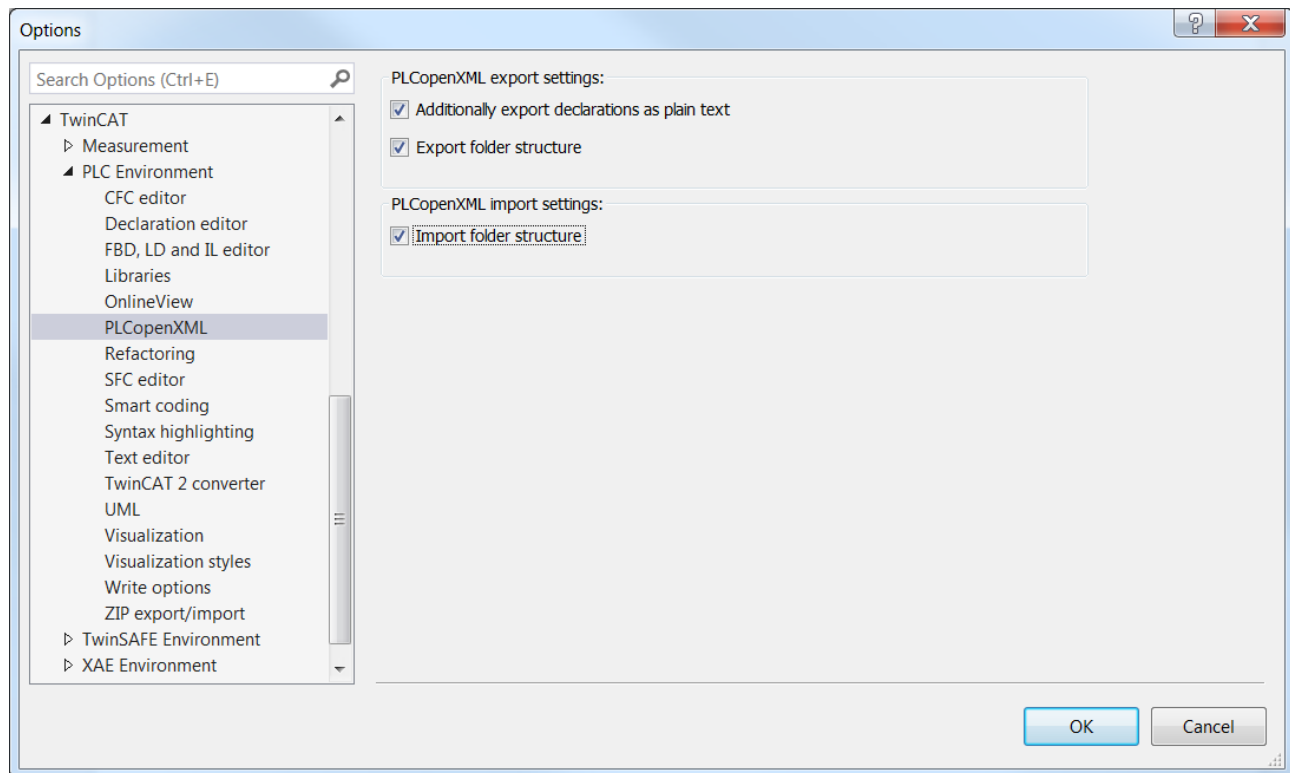 Options
Search Options (Ctrl+E)
TwinCAT
Measurement
PLC Environment
CFC editor
Declaration editor
FBD, LD and IL editor
Libraries
OnlineView
PLCopenXML
Refactoring
SFC editor
Smart coding
Syntax highlighting
Text editor
TwinCAT 2 converter
UML
Visualization
Visualization styles
Write options
ZIP export/import
TwinSAFE Environment
XAE Environment
PLCopenXML export settings:
Additionally export declarations as plain text
Export folder structure
PLCopenXML import settings:
Import folder structure
OK
Cancel